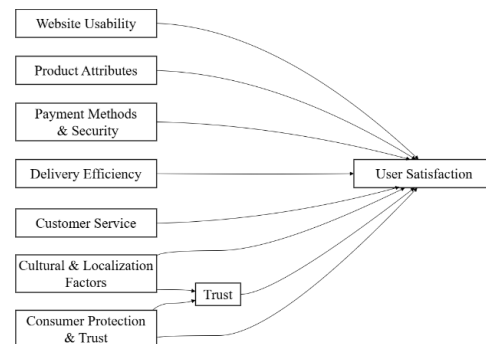 Website Usability
Product Attributes
Payment Methods
& Security
Delivery Efficiency
User Satisfaction
Customer Service
Cultural & Localization
Factors
Trust
Consumer Protection
& Trust